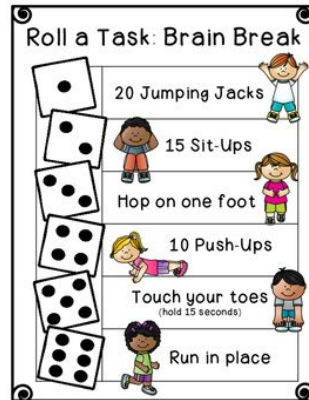 Roll a Task: Brain Break
20 Jumping Jacks
15 Sit-Ups
Hop on one foot
10 Push-Ups
Touch your toes
(hold 15 seconds)
Run in place